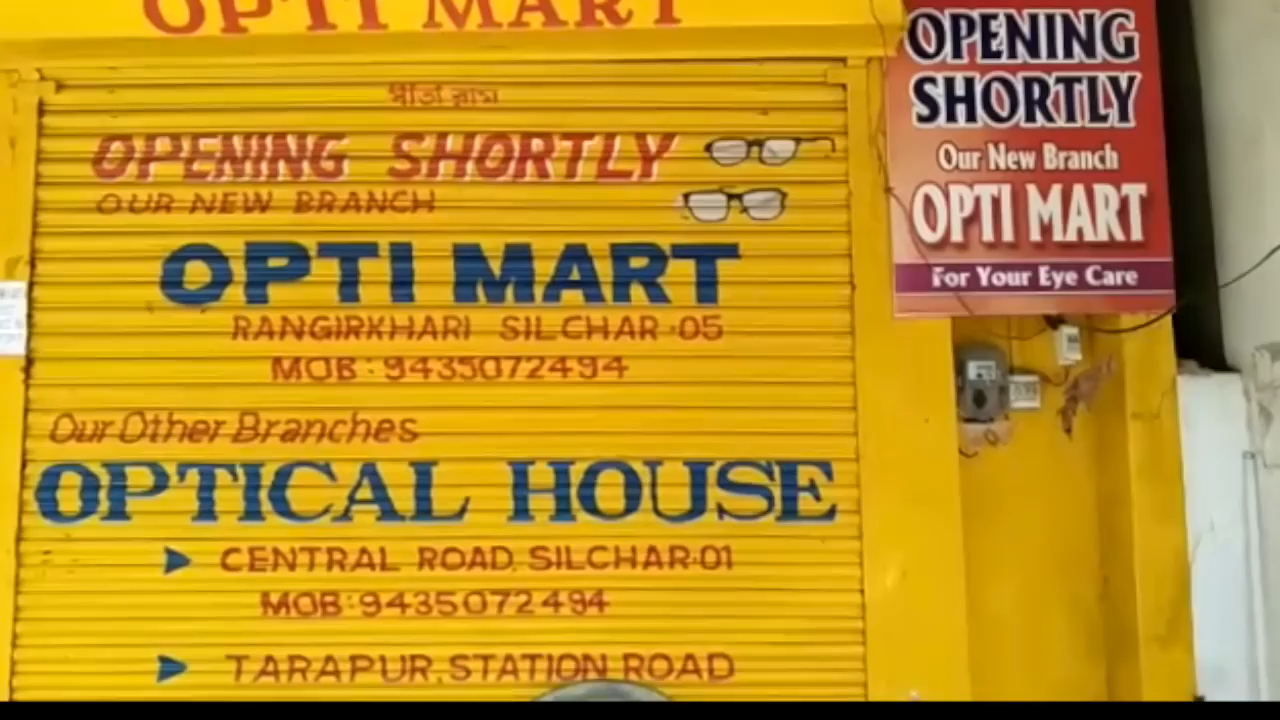 OPTI MART
OPENING SHORTLY
OUR NEW BRANCH
OPTI MART
RANGIRKHARI SILCHAR-05
MOB: 9435072494
Our Other Branches
OPTICAL HOUSE
CENTRAL ROAD, SILCHAR-01
MOB:9435072494
TARAPUR, STATION ROAD
OPENING
SHORTLY
Our New Branch
OPTI MART
For Your Eye Care